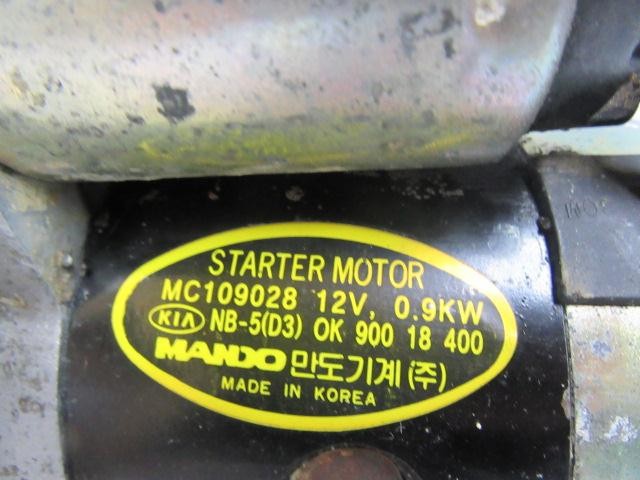 STARTER MOTOR
MC109028 12V, 0.9KW
KIA NB-5(D3) OK 900 18 400
MANDO 만도기계(주)
MADE IN KOREA